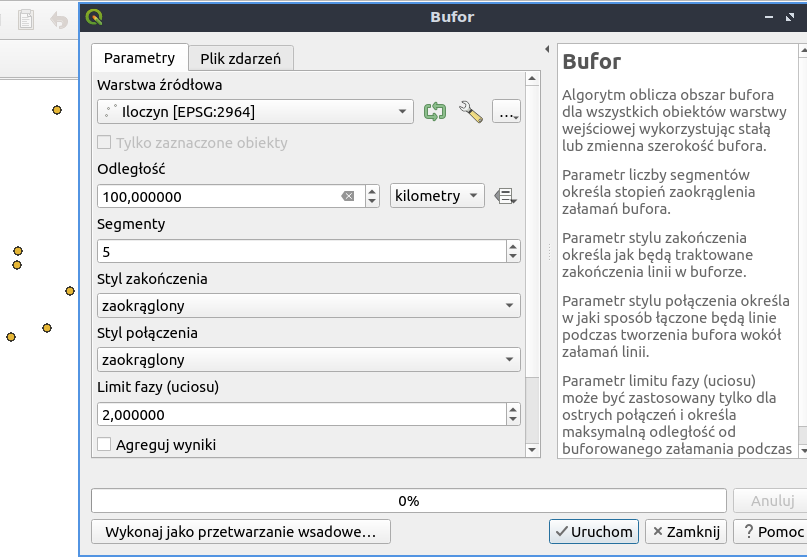 Bufor
Parametry
Plik zdarzeń
Warstwa źródłowa
Iloczyn [EPSG:2964]
...
Tylko zaznaczone obiekty
Odległość
100,000000
kilometry
Segmenty
5
Styl zakończenia
zaokrąglony
Styl połączenia
zaokrąglony
Limit fazy (uciosu)
2,000000
Agreguj wyniki
Bufor
Algorytm oblicza obszar bufora
dla wszystkich obiektów warstwy
wejściowej wykorzystując stałą
lub zmienna szerokość bufora.
Parametr liczby segmentów
określa stopień zaokrąglenia
załamań bufora.
Parametr stylu zakończenia
określa jak będą traktowane
zakończenia linii w buforze.
Parametr stylu połączenia określa
w jaki sposób łączone będą linie
podczas tworzenia bufora wokół
załamań linii.
Parametr limitu fazy (uciosu)
może być zastosowany tylko dla
ostrych połączeń i określa
maksymalną odległość od
buforowanego załamania podczas
0%
Anuluj
Wykonaj jako przetwarzanie wsadowe...
Uruchom
Zamknij
? Pomoc